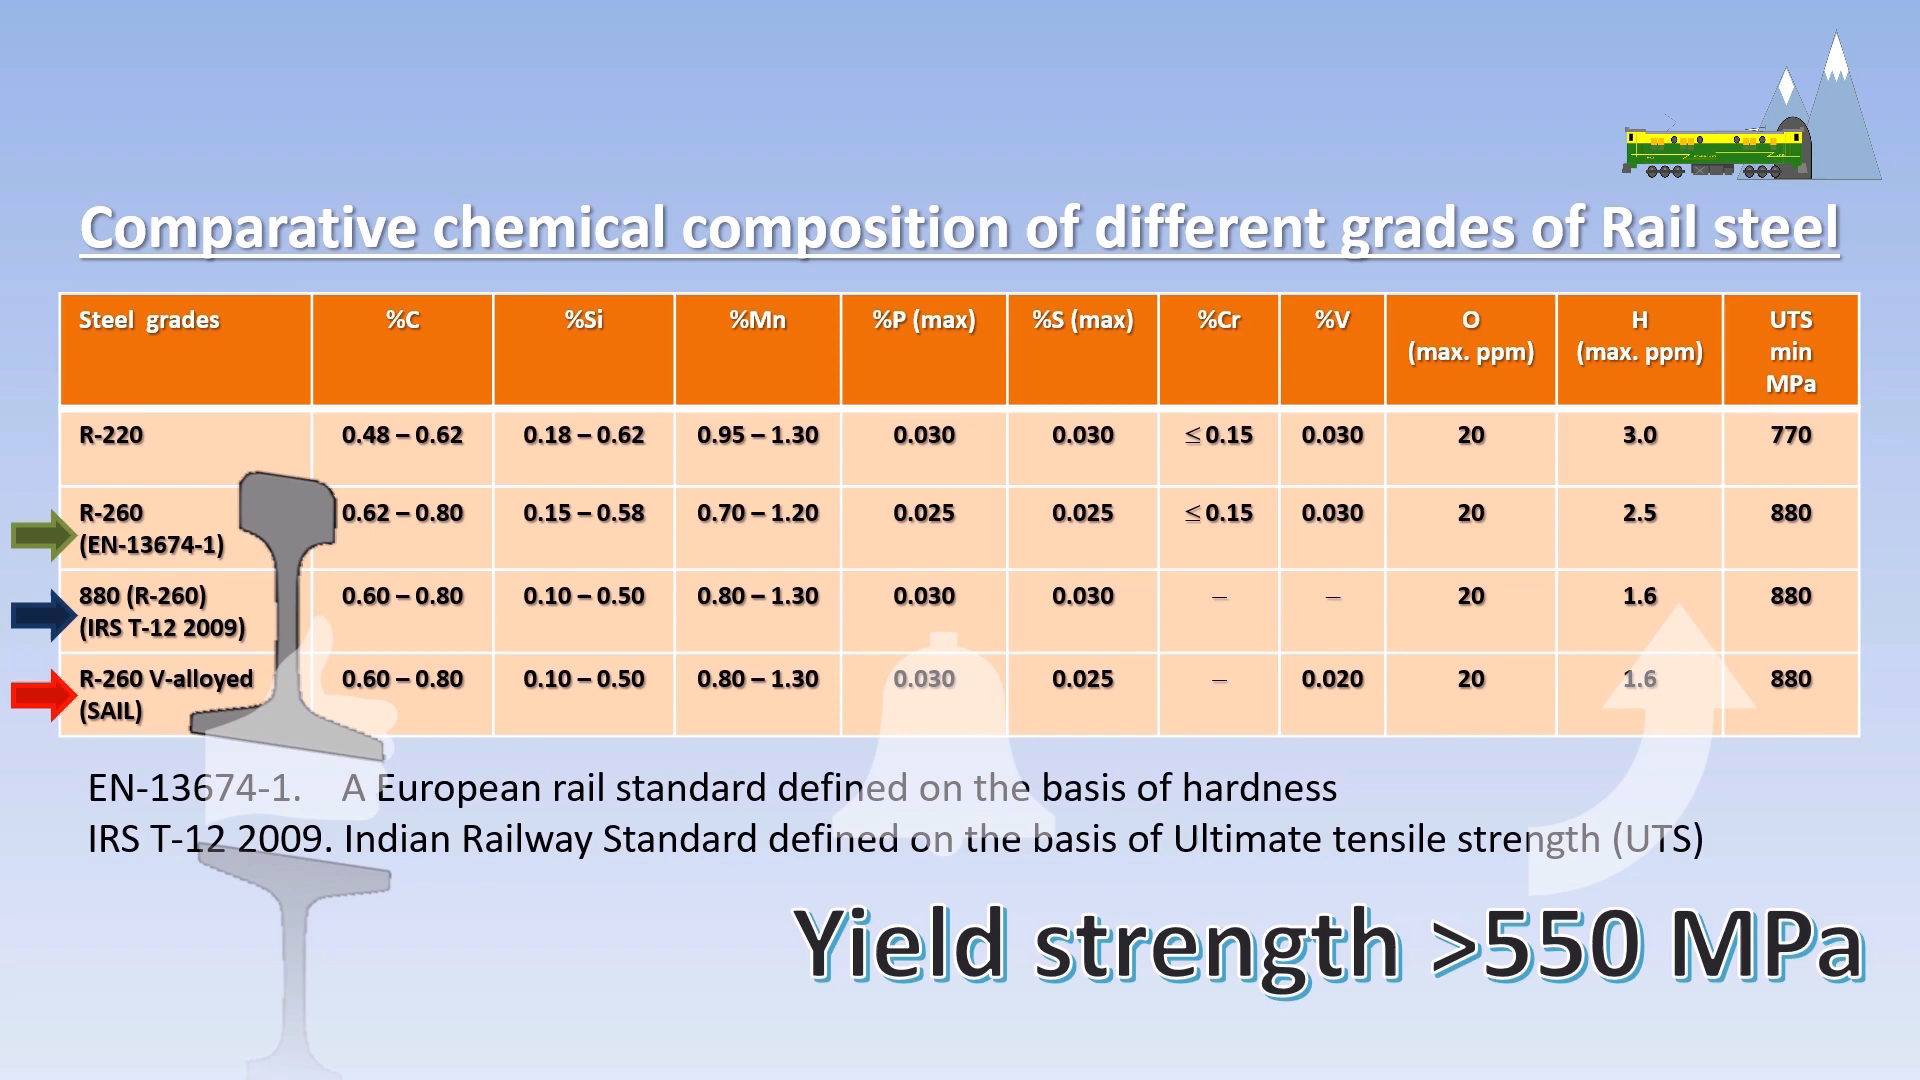 Comparative chemical composition of different grades of Rail steel
Steel grades %C %Si %Mn %P (max) %S (max) %Cr %V O (max. ppm) H (max. ppm) UTS min MPa
R-220 0.48 – 0.62 0.18 – 0.62 0.95 – 1.30 0.030 0.030 ≤ 0.15 0.030 20 3.0 770
R-260 (EN-13674-1) 0.62 – 0.80 0.15 – 0.58 0.70 – 1.20 0.025 0.025 ≤ 0.15 0.030 20 2.5 880
880 (R-260) (IRS T-12 2009) 0.60 – 0.80 0.10 – 0.50 0.80 – 1.30 0.030 0.030 – – 20 1.6 880
R-260 V-alloyed (SAIL) 0.60 – 0.80 0.10 – 0.50 0.80 – 1.30 0.030 0.025 – 0.020 20 1.6 880
EN-13674-1. A European rail standard defined on the basis of hardness
IRS T-12 2009. Indian Railway Standard defined on the basis of Ultimate tensile strength (UTS)
Yield strength >550 MPa